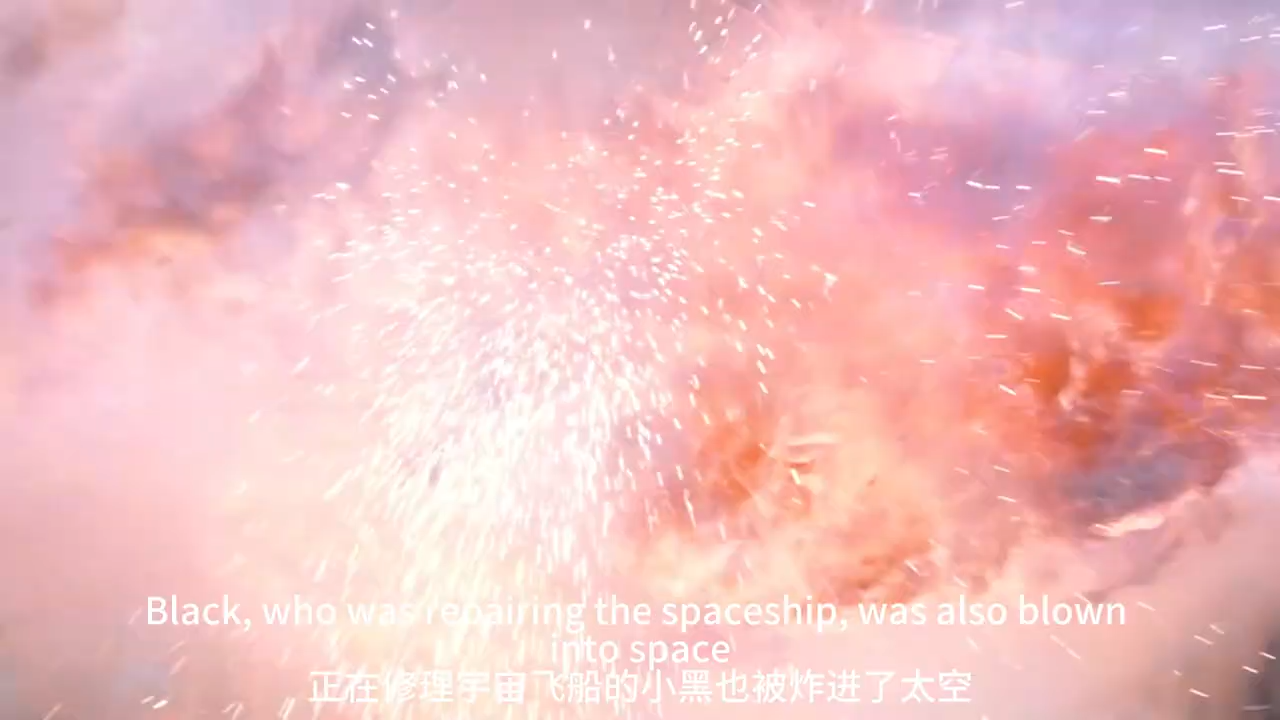 Black, who was repairing the spaceship, was also blown
into space
正在修理宇宙飞船的小黑也被炸进了太空